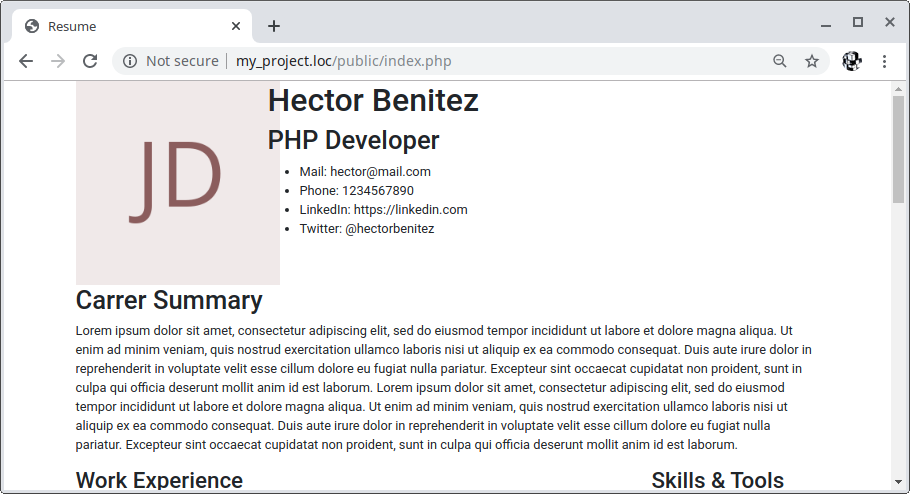 Resume
Not secure | my_project.loc/public/index.php
JD
Hector Benitez
PHP Developer
• Mail: hector@mail.com
• Phone: 1234567890
• LinkedIn: https://linkedin.com
• Twitter: @hectorbenitez
Carrer Summary
Lorem ipsum dolor sit amet, consectetur adipiscing elit, sed do eiusmod tempor incididunt ut labore et dolore magna aliqua. Ut
enim ad minim veniam, quis nostrud exercitation ullamco laboris nisi ut aliquip ex ea commodo consequat. Duis aute irure dolor in
reprehenderit in voluptate velit esse cillum dolore eu fugiat nulla pariatur. Excepteur sint occaecat cupidatat non proident, sunt in
culpa qui officia deserunt mollit anim id est laborum. Lorem ipsum dolor sit amet, consectetur adipiscing elit, sed do eiusmod
tempor incididunt ut labore et dolore magna aliqua. Ut enim ad minim veniam, quis nostrud exercitation ullamco laboris nisi ut aliquip
ex ea commodo consequat. Duis aute irure dolor in reprehenderit in voluptate velit esse cillum dolore eu fugiat nulla
pariatur. Excepteur sint occaecat cupidatat non proident, sunt in culpa qui officia deserunt mollit anim id est laborum.
Work Experience
Skills & Tools